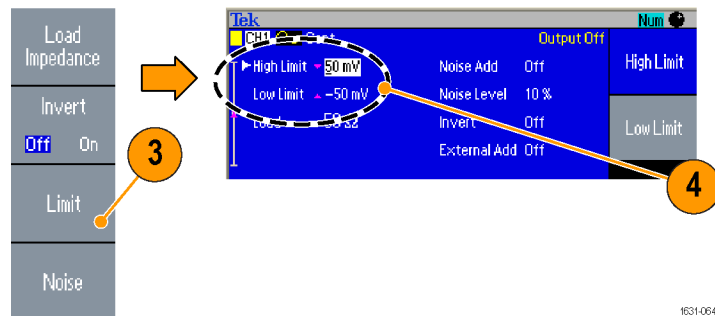 Load
Impedance
Invert
Off On
Limit
Noise
3
Tek
Num
CH1
Output Off
High Limit 50 mV
Noise Add Off
High Limit
Low Limit -50 mV
Noise Level 10 %
Load 50 Ω
Invert Off
Low Limit
External Add Off
4
1631-064